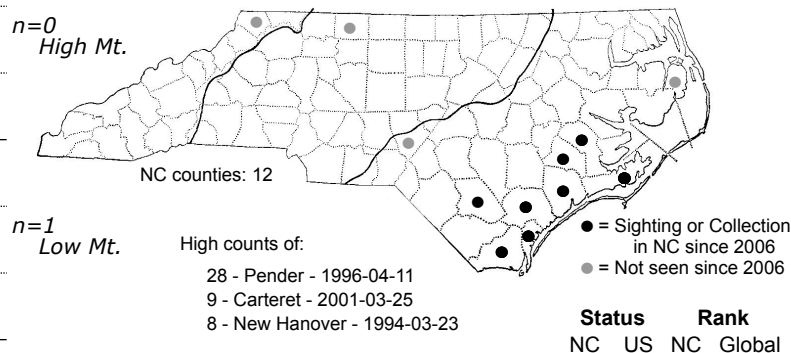 n=0
High Mt.
NC counties: 12
n=1
Low Mt.
High counts of:
28 - Pender - 1996-04-11
9 - Carteret - 2001-03-25
8 - New Hanover - 1994-03-23
= Sighting or Collection
in NC since 2006
= Not seen since 2006
Status Rank
NC US NC Global